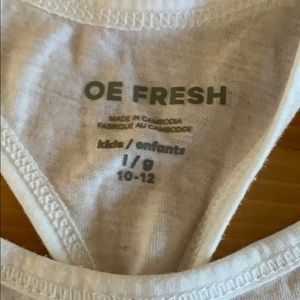 OE FRESH
MADE IN CAMBODIA
FABRIQUÉ AU CAMBODGE
kids / enfants
l / g
10-12